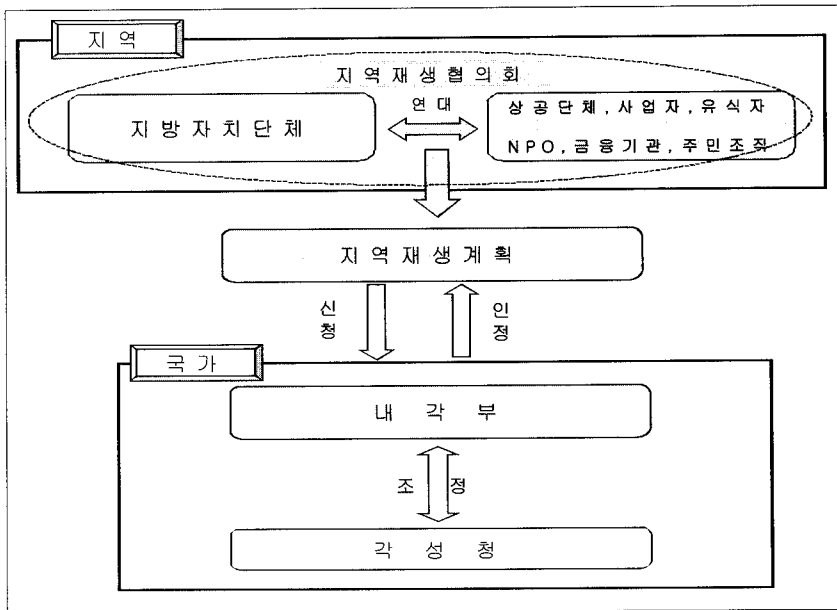 지 역
지 역 재 생 협 의 회
지 방 자 치 단 체
연 대
상 공 단 체 , 사 업 자 , 유 식 자
NPO , 금 융 기 관 , 주 민 조 직
지 역 재 생 계 획
신
청
인
정
국 가
내 각 부
조 정
각 성 청